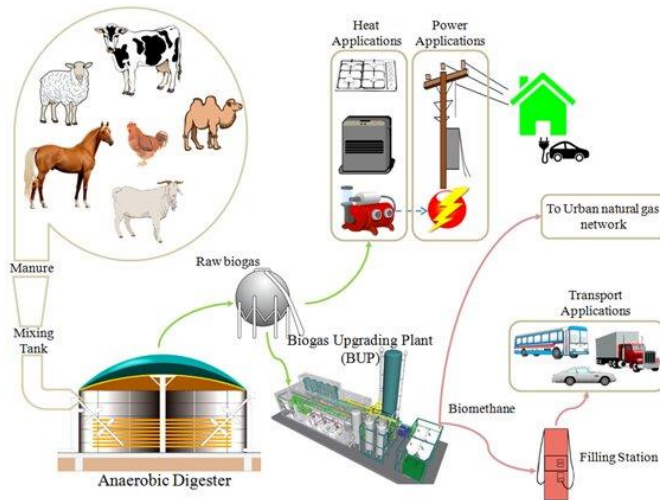 Heat
Applications
Power
Applications
To Urban natural gas
network
Manure
Raw biogas
Mixing
Tank
Transport
Applications
Biogas Upgrading Plant
(BUP)
Biomethane
Filling Station
Anaerobic Digester